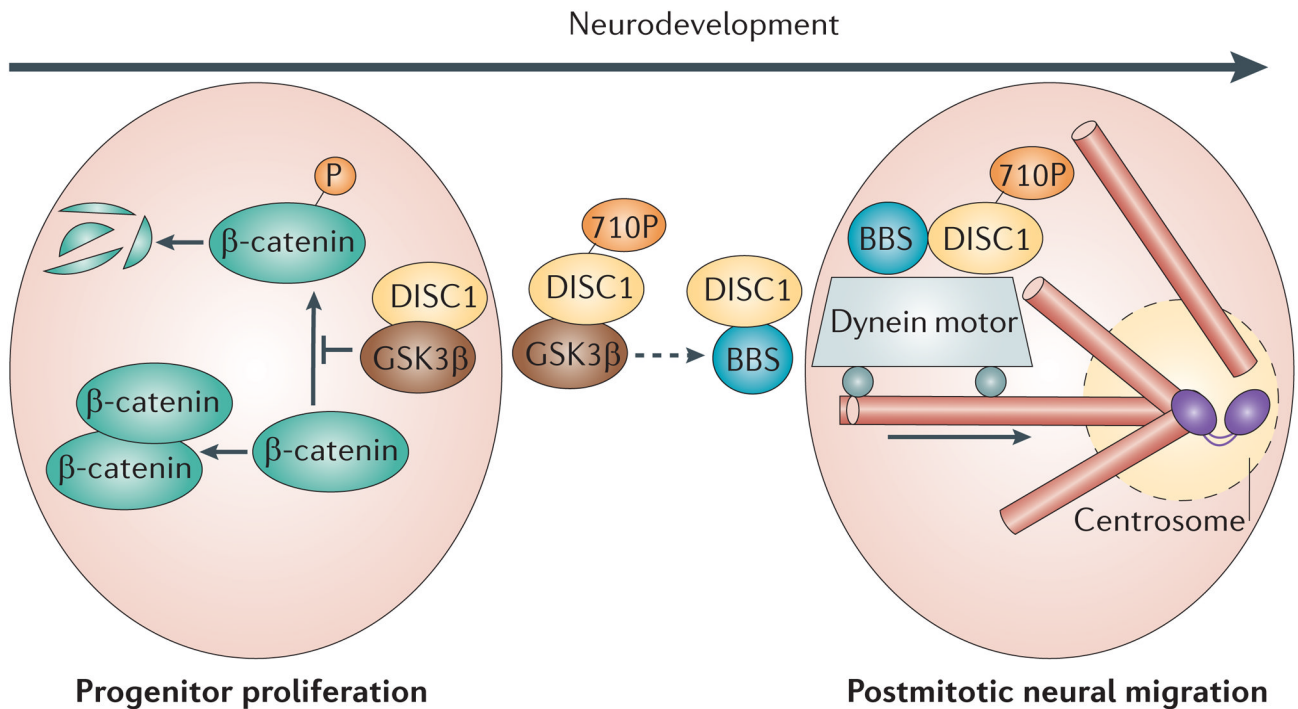 Neurodevelopment
P
β-catenin
DISC1
GSK3β
β-catenin
β-catenin
β-catenin
710P
DISC1
GSK3β
DISC1
BBS
710P
BBS
DISC1
Dynein motor
Centrosome
Progenitor proliferation
Postmitotic neural migration